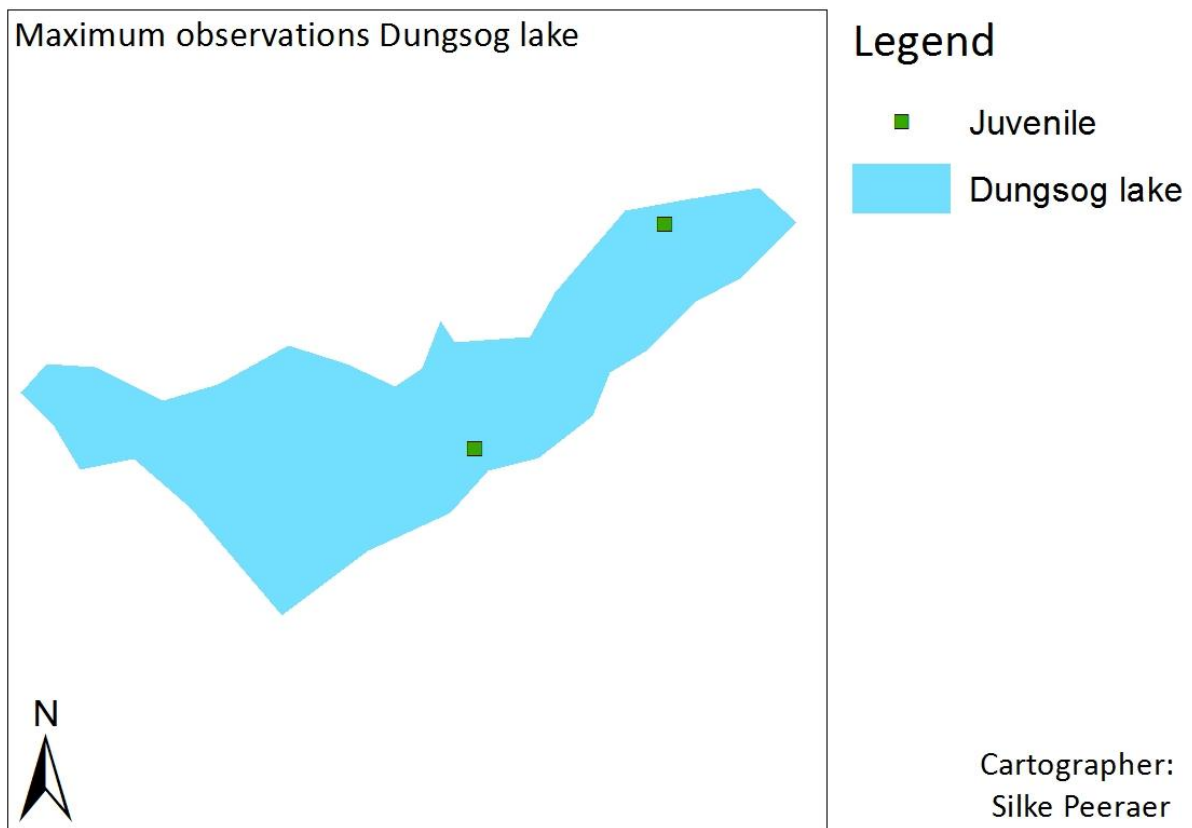 Maximum observations Dungsog lake
Legend
Juvenile
Dungsog lake
N
Cartographer:
Silke Peeraer